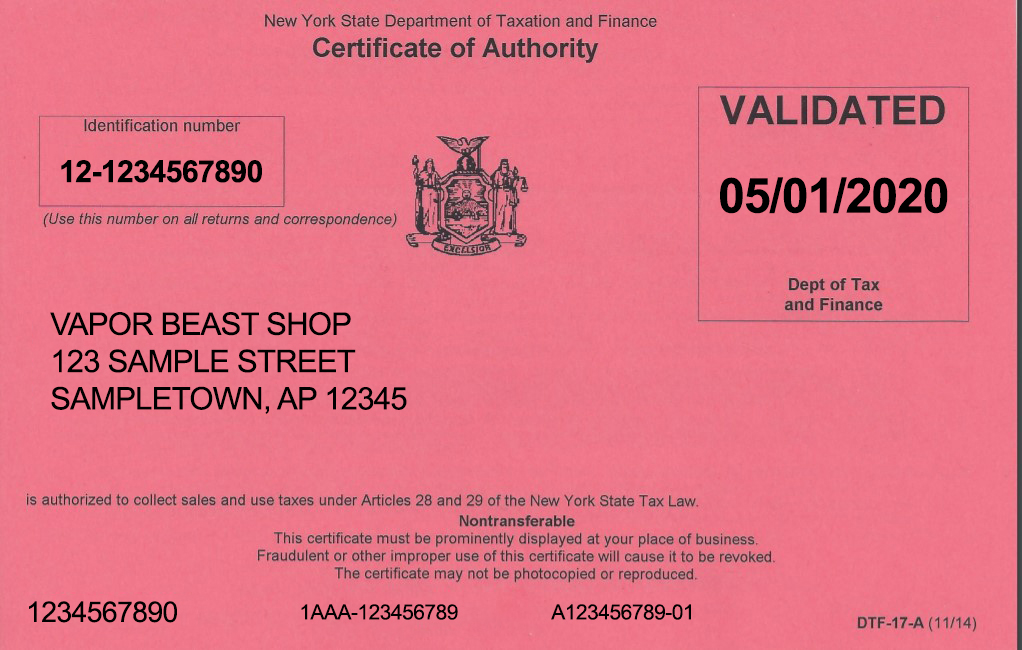 New York State Department of Taxation and Finance
Certificate of Authority
Identification number
12-1234567890
(Use this number on all returns and correspondence)
EXCELSIOR
VALIDATED
05/01/2020
Dept of Tax
and Finance
VAPOR BEAST SHOP
123 SAMPLE STREET
SAMPLETOWN, AP 12345
is authorized to collect sales and use taxes under Articles 28 and 29 of the New York State Tax Law.
Nontransferable
This certificate must be prominently displayed at your place of business.
Fraudulent or other improper use of this certificate will cause it to be revoked.
The certificate may not be photocopied or reproduced.
1234567890
1AAA-123456789
A123456789-01
DTF-17-A (11/14)